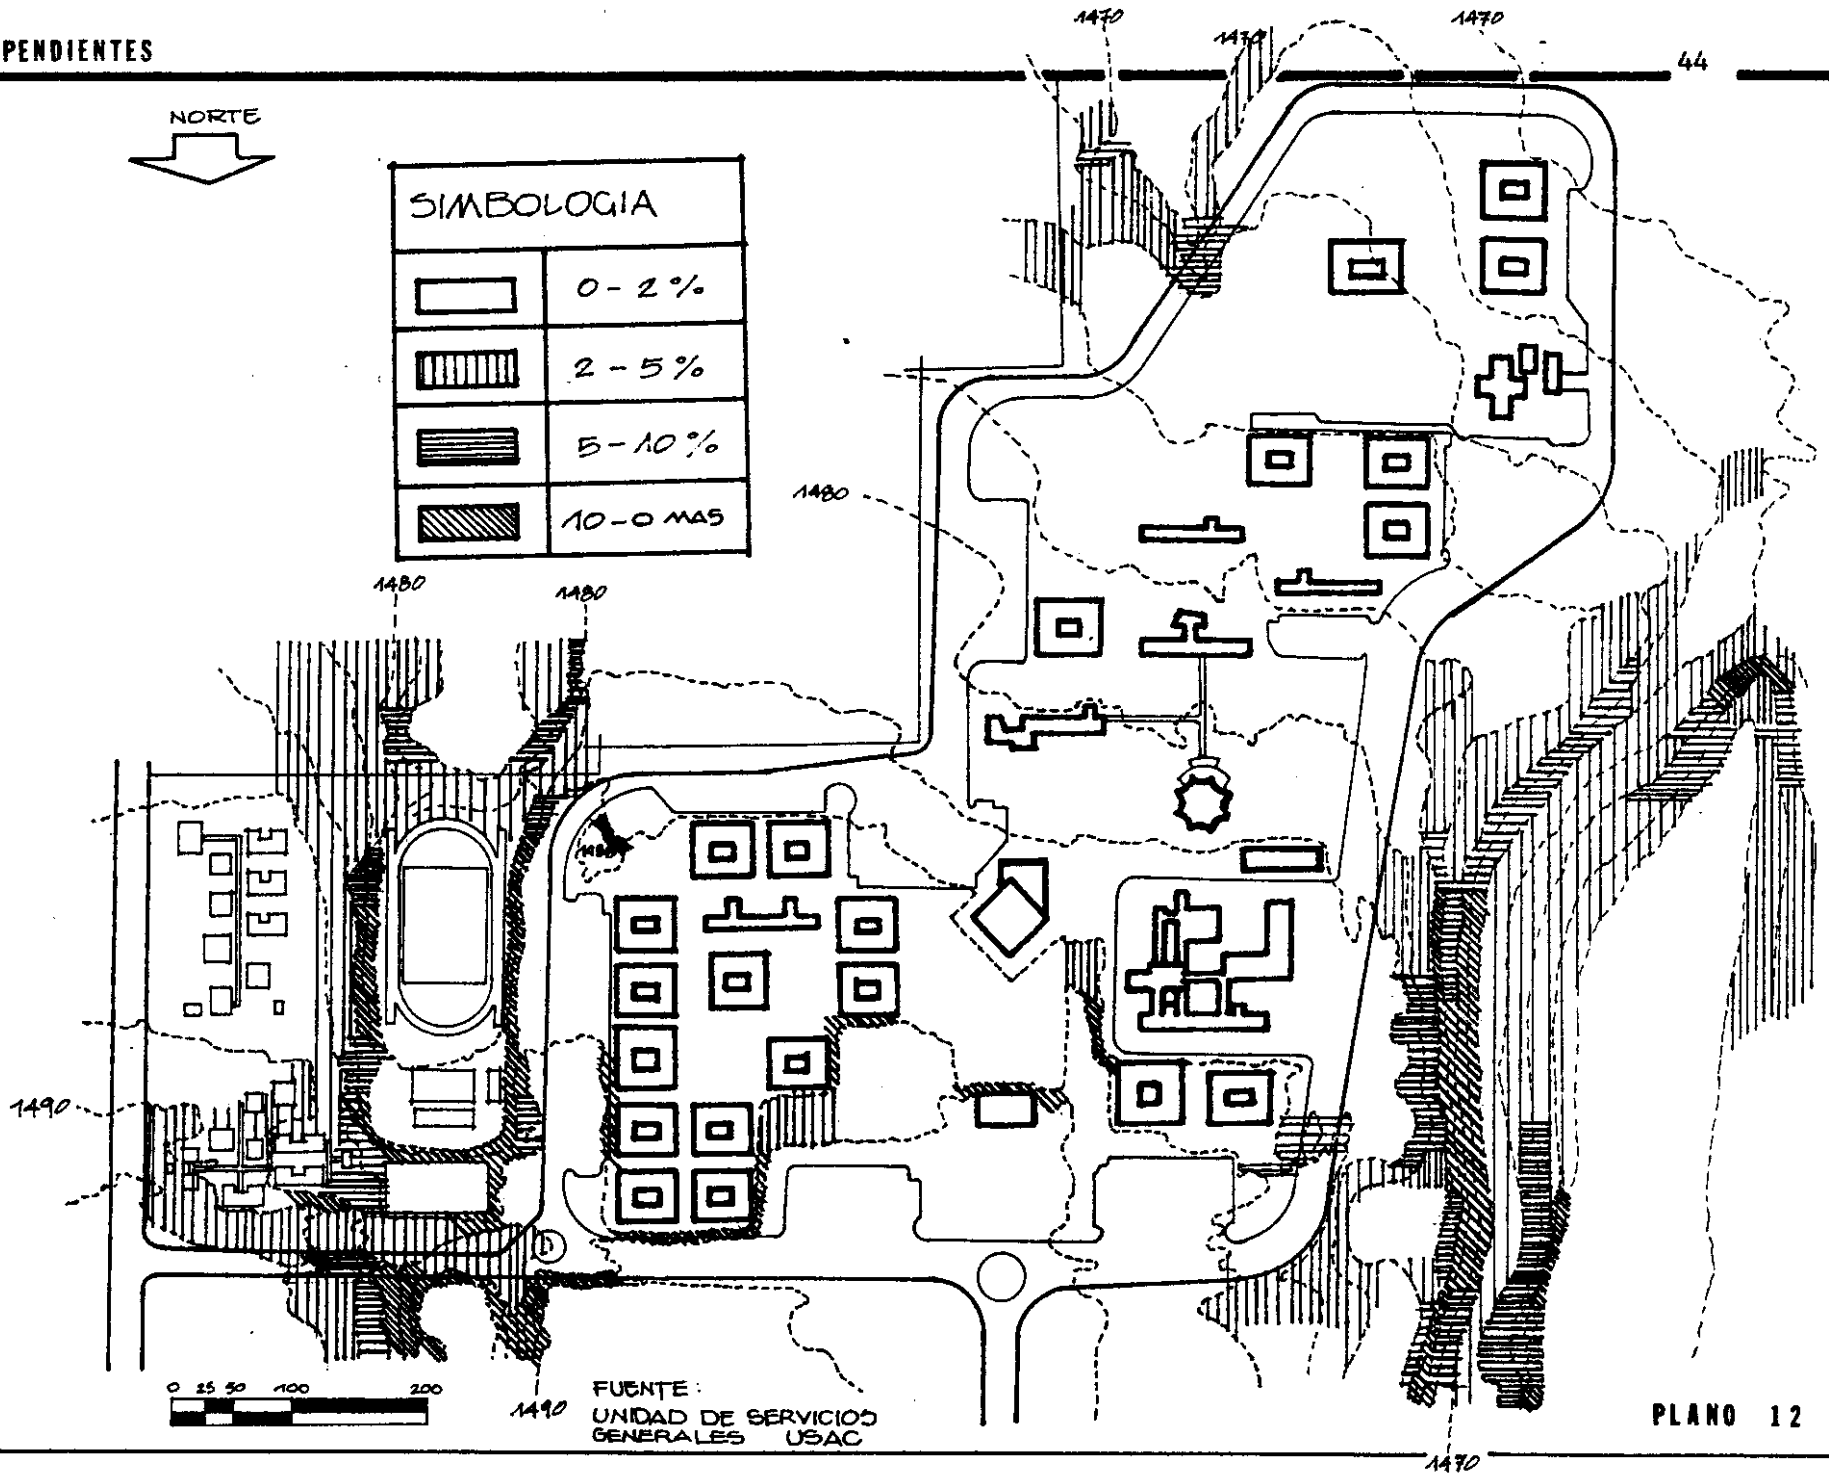 PENDIENTES
44
NORTE
SIMBOLOGIA
0-2%
2-5%
5-10%
10-0 MAS
1470
1470
1470
1480
1480
1480
1490
0 25 50 100 200
1490
FUENTE:
UNIDAD DE SERVICIOS
GENERALES USAC
PLANO 12
1470